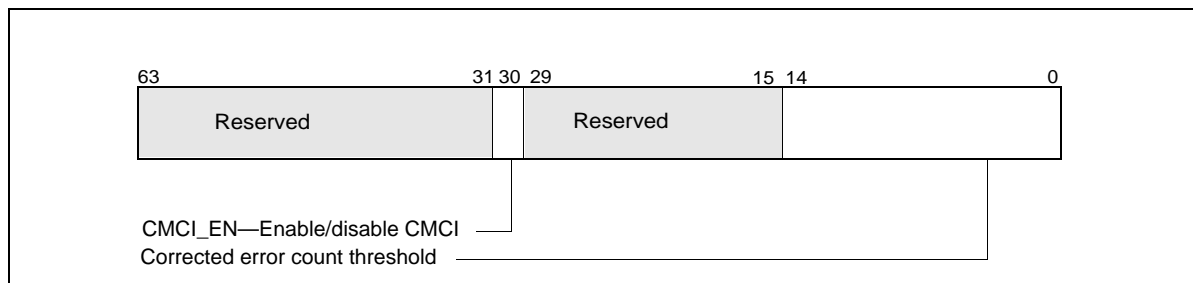 63 31 30 29 15 14 0
Reserved Reserved
CMCI_EN—Enable/disable CMCI
Corrected error count threshold